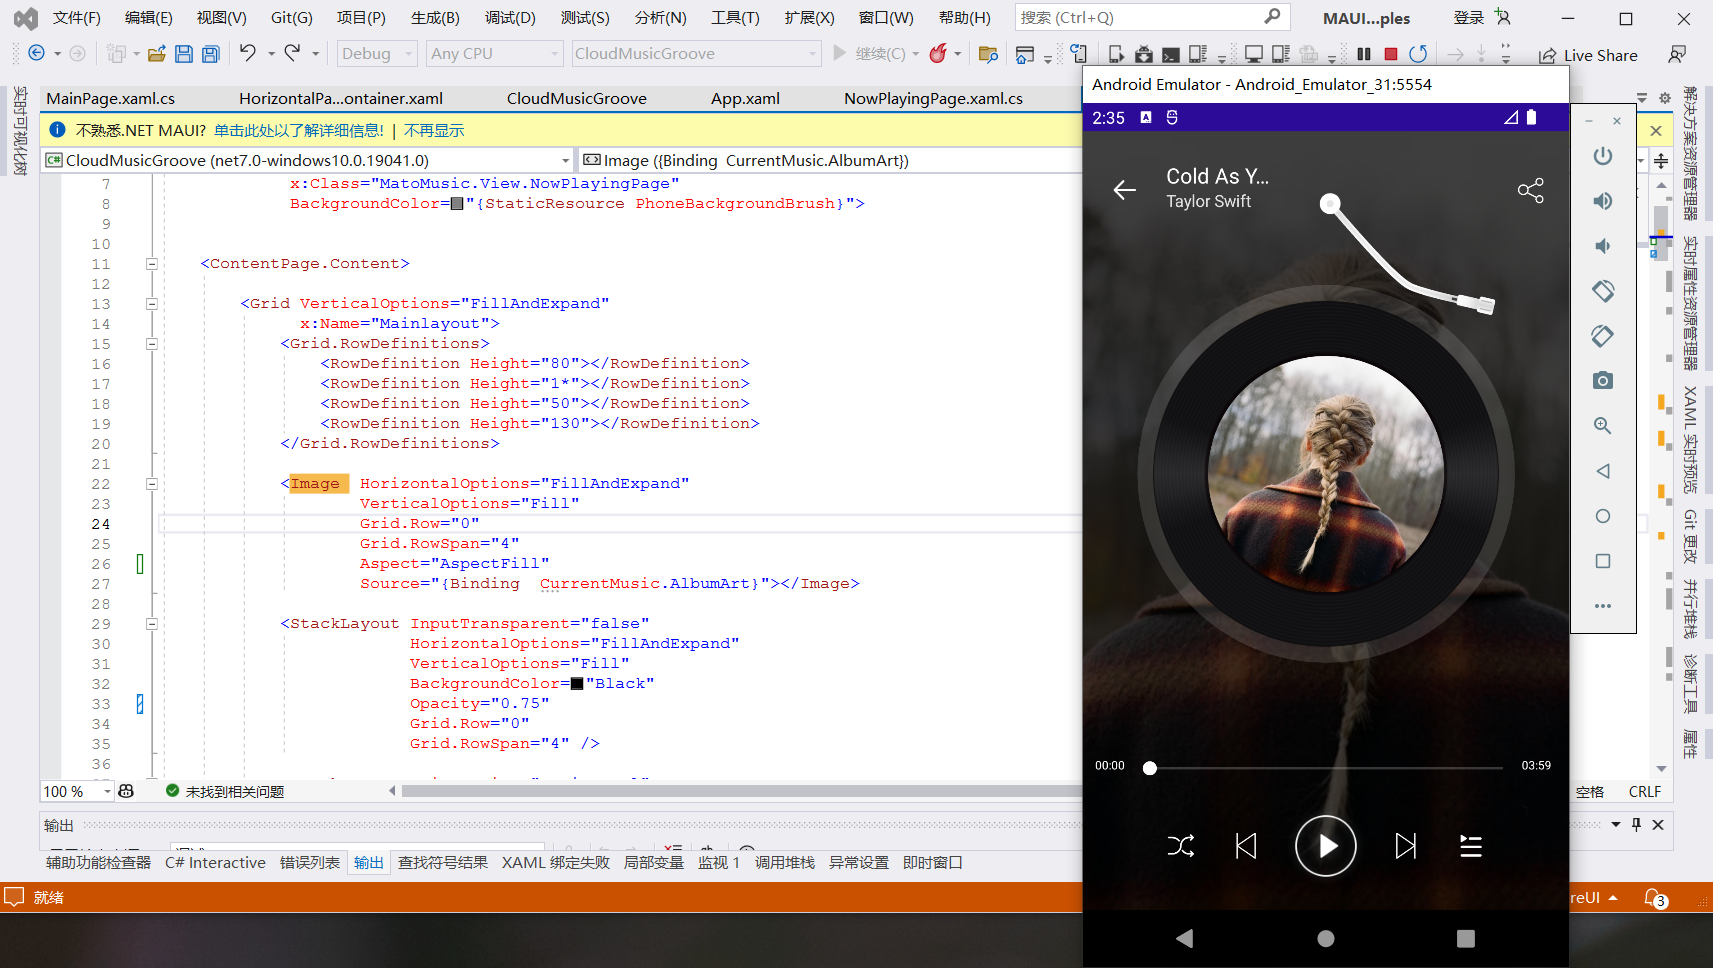 文件(F) 编辑(E) 视图(V) Git(G) 项目(P) 生成(B) 调试(D) 测试(S) 分析(N) 工具(T) 扩展(X) 窗口(W) 帮助(H) 搜索 (Ctrl+Q) MAUI...ples 登录
Debug Any CPU CloudMusicGroove 继续(C) Live Share
MainPage.xaml.cs HorizontalPa...ontainer.xaml CloudMusicGroove App.xaml NowPlayingPage.xaml.cs
不熟悉.NET MAUI? 单击此处以了解详细信息! | 不再显示
CloudMusicGroove (net7.0-windows10.0.19041.0) Image ({Binding CurrentMusic.AlbumArt})
7 x:Class="MatoMusic.View.NowPlayingPage"
8 BackgroundColor="{StaticResource PhoneBackgroundBrush}">
9
10
11 <ContentPage.Content>
12
13 <Grid VerticalOptions="FillAndExpand"
14 x:Name="Mainlayout">
15 <Grid.RowDefinitions>
16 <RowDefinition Height="80"></RowDefinition>
17 <RowDefinition Height="1*"></RowDefinition>
18 <RowDefinition Height="50"></RowDefinition>
19 <RowDefinition Height="130"></RowDefinition>
20 </Grid.RowDefinitions>
21
22 <Image HorizontalOptions="FillAndExpand"
23 VerticalOptions="Fill"
24 Grid.Row="0"
25 Grid.RowSpan="4"
26 Aspect="AspectFill"
27 Source="{Binding CurrentMusic.AlbumArt}"></Image>
28
29 <StackLayout InputTransparent="false"
30 HorizontalOptions="FillAndExpand"
31 VerticalOptions="Fill"
32 BackgroundColor="Black"
33 Opacity="0.75"
34 Grid.Row="0"
35 Grid.RowSpan="4" />
36
100 % 未找到相关问题 空格 CRLF
输出
辅助功能检查器 C# Interactive 错误列表 输出 查找符号结果 XAML 绑定失败 局部变量 监视 1 调用堆栈 异常设置 即时窗口
就绪 reUI 3
实时可视化树
Android Emulator - Android_Emulator_31:5554
2:35
Cold As Y...
Taylor Swift
00:00 03:59
解决方案资源管理器
实时属性资源管理器
XAML 实时预览
Git 更改
并行堆栈
诊断工具
属性